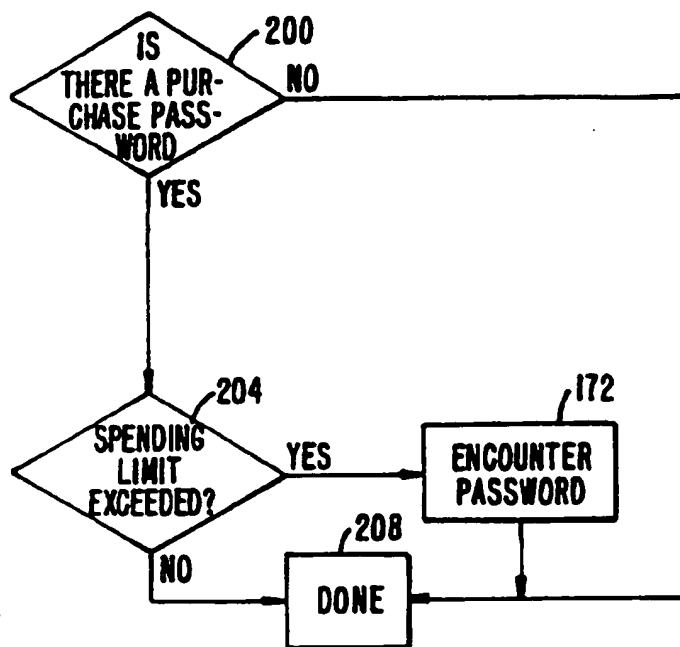 200
IS
THERE A PUR-
CHASE PASS-
WORD
NO
YES
204
SPENDING
LIMIT
EXCEEDED?
YES
172
ENCOUNTER
PASSWORD
NO
208
DONE